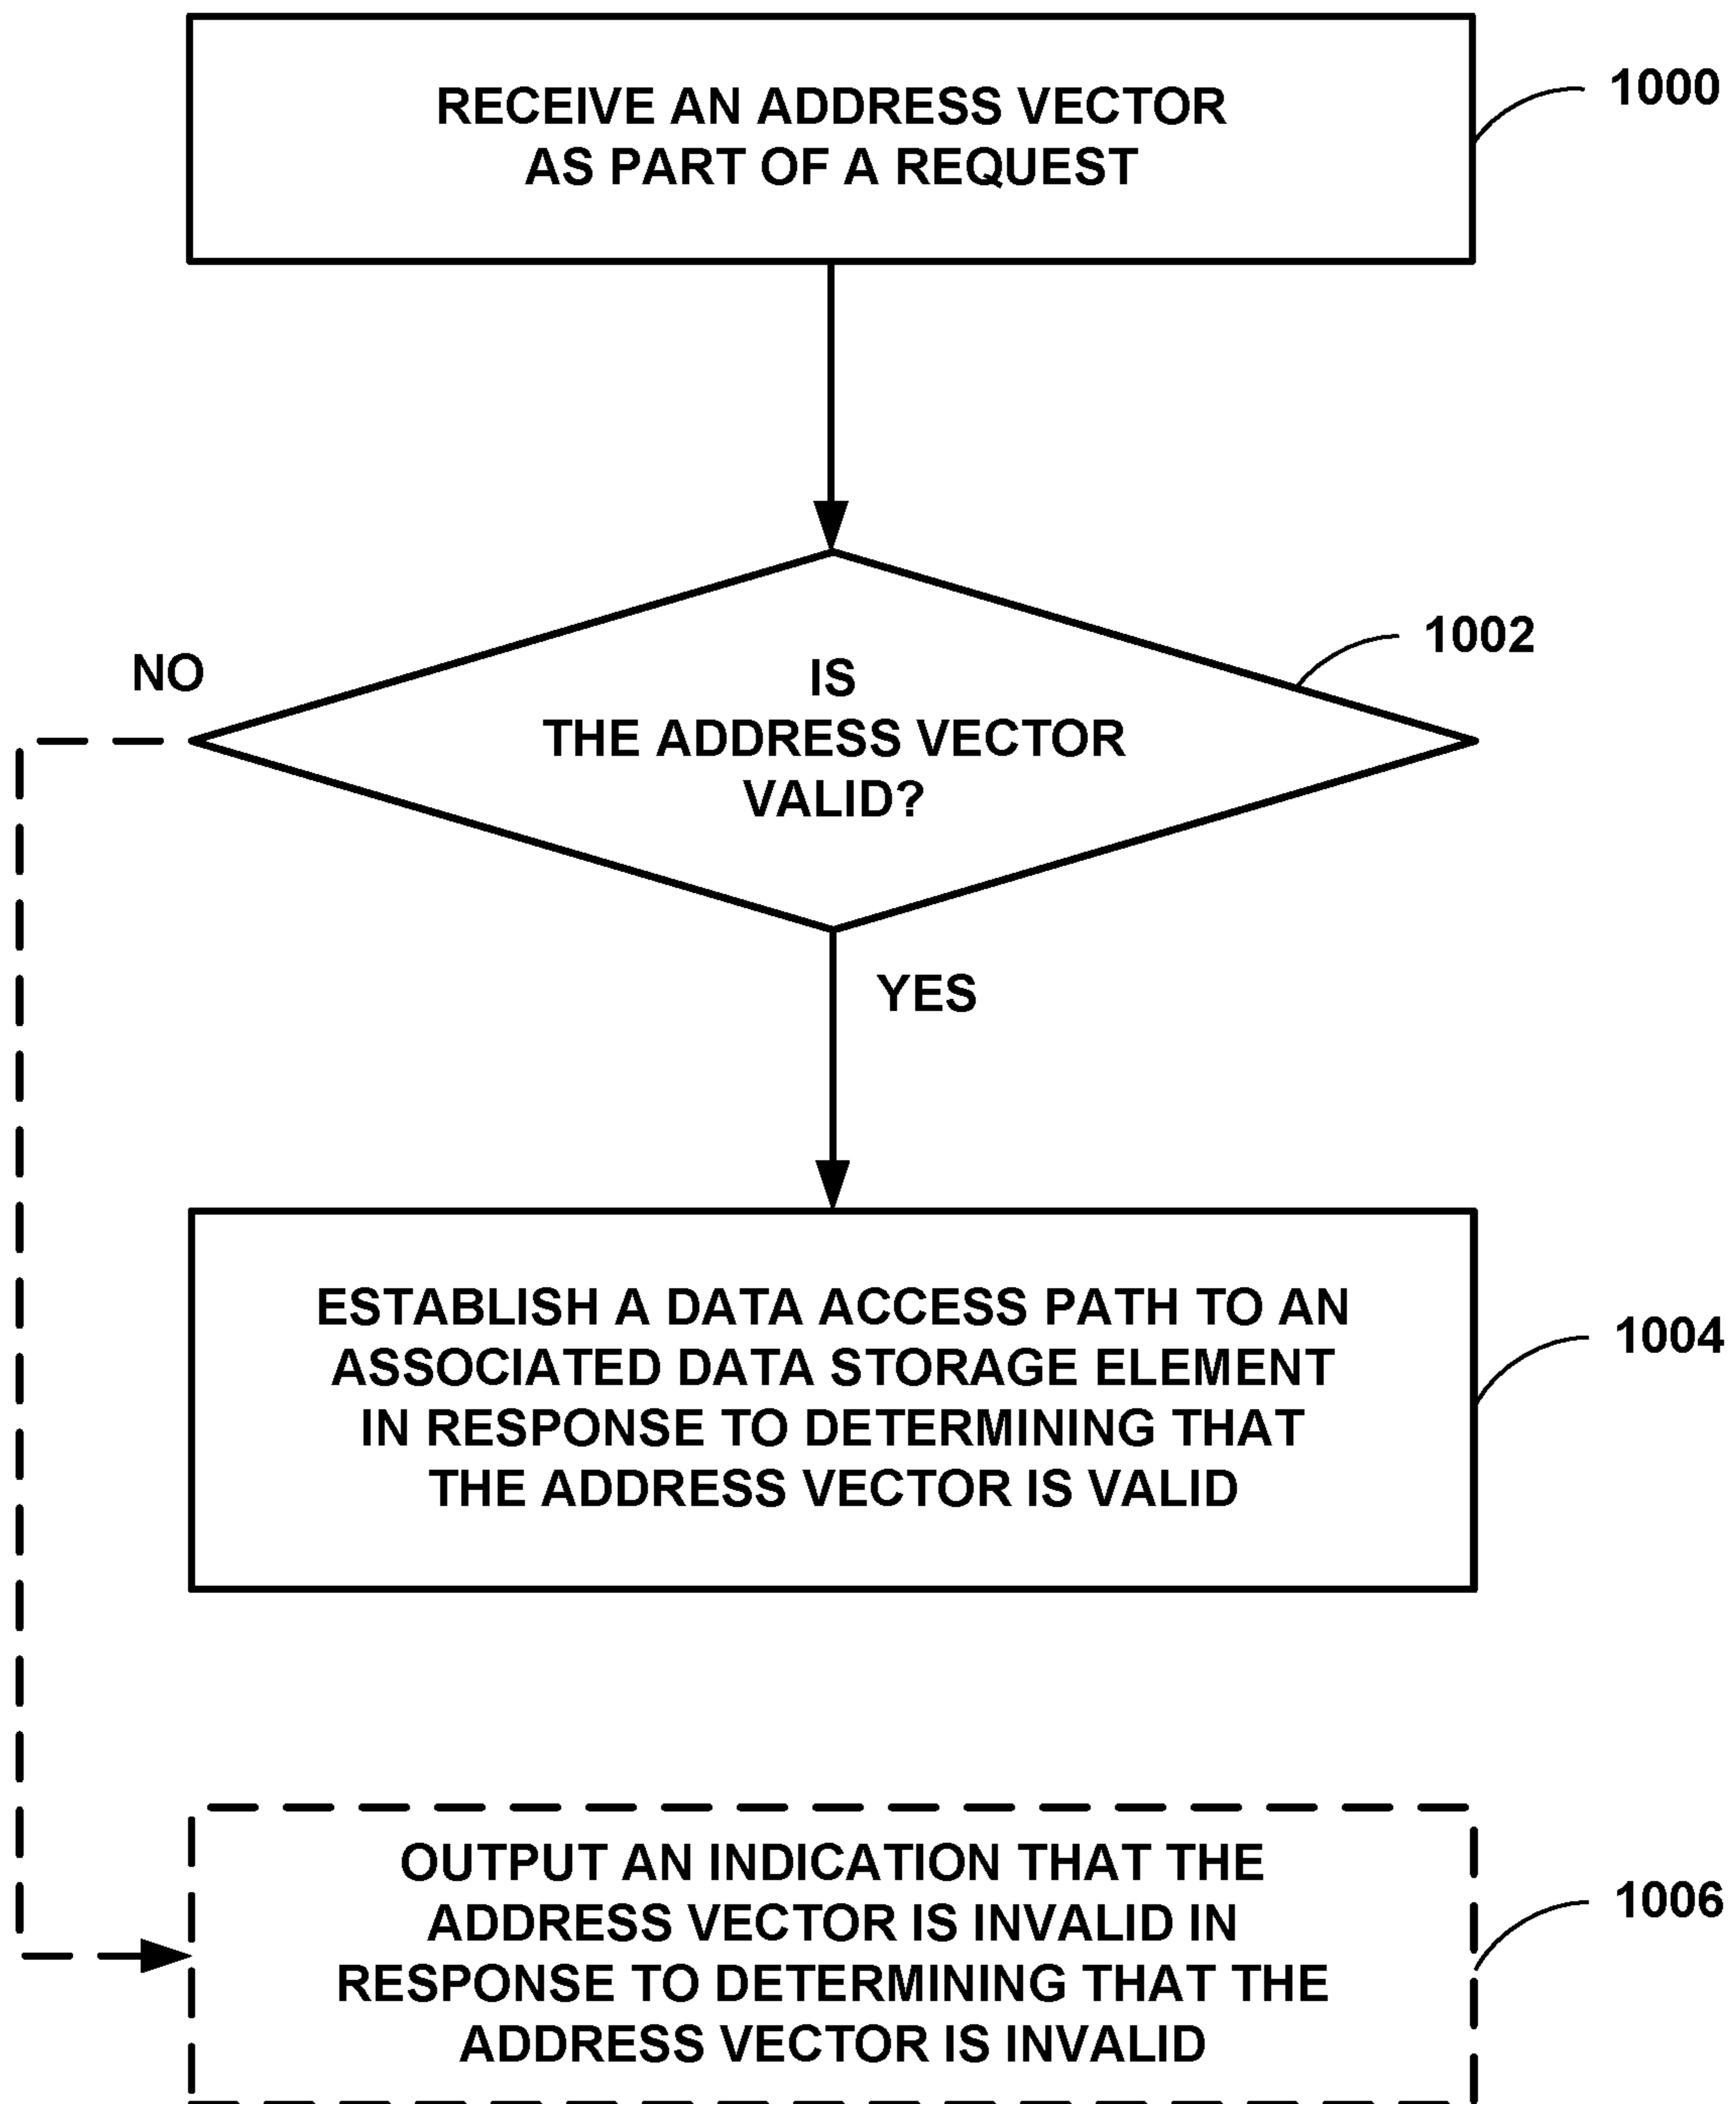 RECEIVE AN ADDRESS VECTOR
AS PART OF A REQUEST
1000
1002
NO
IS
THE ADDRESS VECTOR
VALID?
YES
ESTABLISH A DATA ACCESS PATH TO AN
ASSOCIATED DATA STORAGE ELEMENT
IN RESPONSE TO DETERMINING THAT
THE ADDRESS VECTOR IS VALID
1004
OUTPUT AN INDICATION THAT THE
ADDRESS VECTOR IS INVALID IN
RESPONSE TO DETERMINING THAT THE
ADDRESS VECTOR IS INVALID
1006